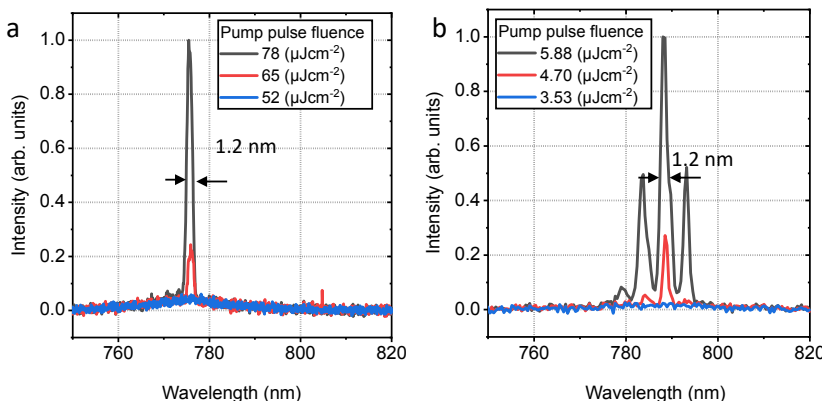 a
Pump pulse fluence
78 (μJcm⁻²)
65 (μJcm⁻²)
52 (μJcm⁻²)
1.2 nm
Intensity (arb. units)
1.0
0.8
0.6
0.4
0.2
0.0
760 780 800 820
Wavelength (nm)
b
Pump pulse fluence
5.88 (μJcm⁻²)
4.70 (μJcm⁻²)
3.53 (μJcm⁻²)
1.2 nm
Intensity (arb. units)
1.0
0.8
0.6
0.4
0.2
0.0
760 780 800 820
Wavelength (nm)